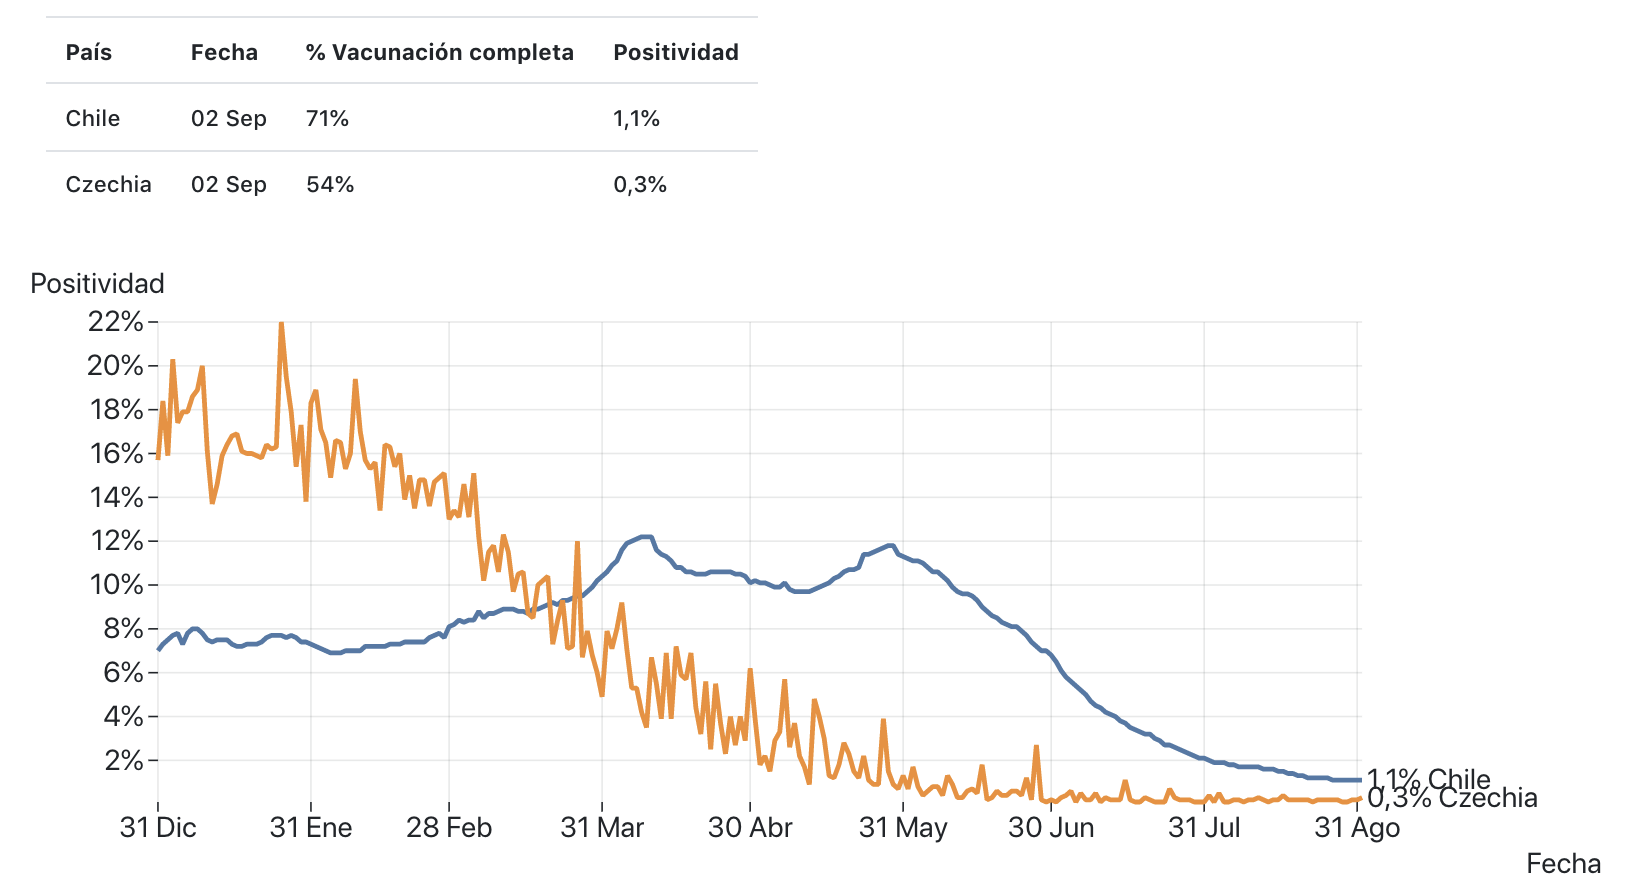 País Fecha % Vacunación completa Positividad
Chile 02 Sep 71% 1,1%
Czechia 02 Sep 54% 0,3%
Positividad
22%
20%
18%
16%
14%
12%
10%
8%
6%
4%
2%
1,1% Chile
0,3% Czechia
31 Dic 31 Ene 28 Feb 31 Mar 30 Abr 31 May 30 Jun 31 Jul 31 Ago
Fecha